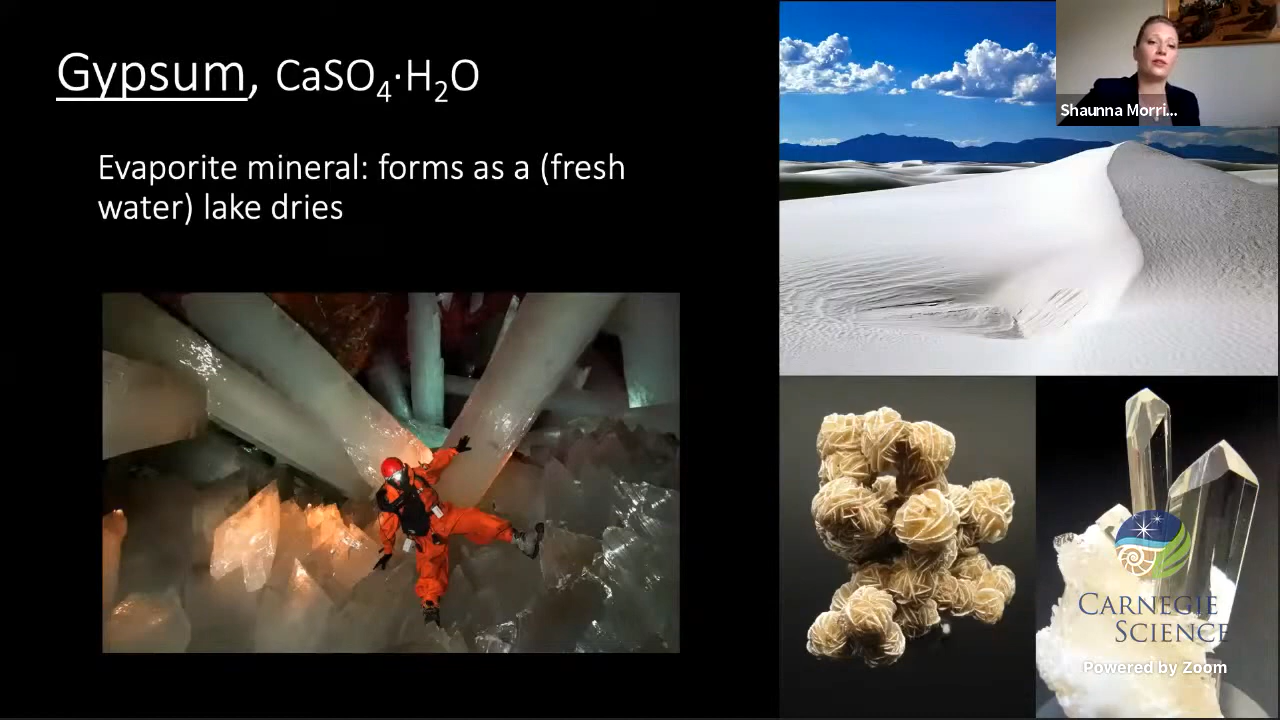 Gypsum, CaSO₄·H₂O
Evaporite mineral: forms as a (fresh
water) lake dries
Shaunna Morri...
CARNEGIE
SCIENCE
Powered by Zoom